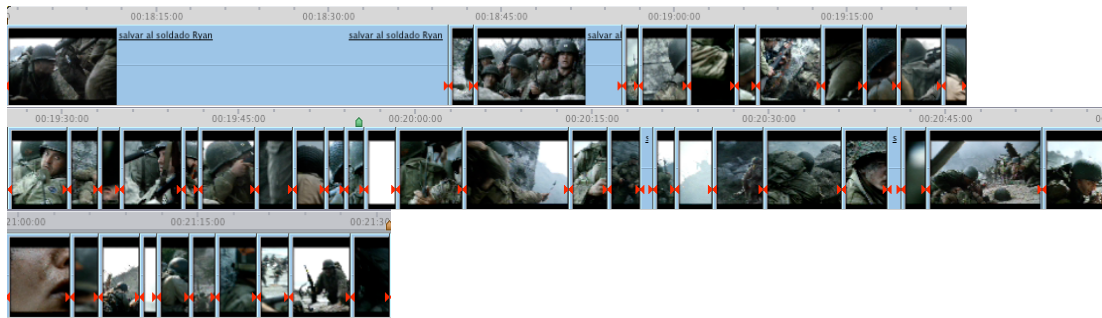 00:18:15:00 00:18:30:00 00:18:45:00 00:19:00:00 00:19:15:00
salvar al soldado Ryan salvar al soldado Ryan salvar al
00:19:30:00 00:19:45:00 00:20:00:00 00:20:15:00 00:20:30:00 00:20:45:00 0
s s
21:00:00 00:21:15:00 00:21:30